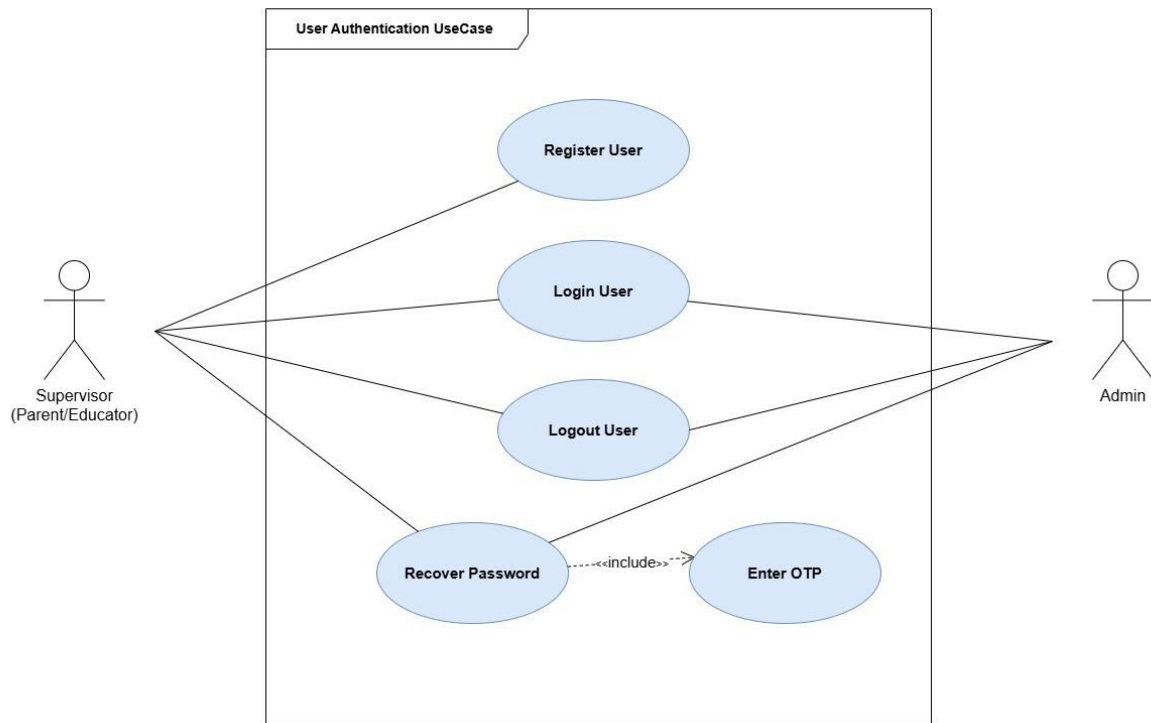 User Authentication UseCase
Register User
Login User
Supervisor
(Parent/Educator)
Admin
Logout User
Recover Password
<<include>>
Enter OTP